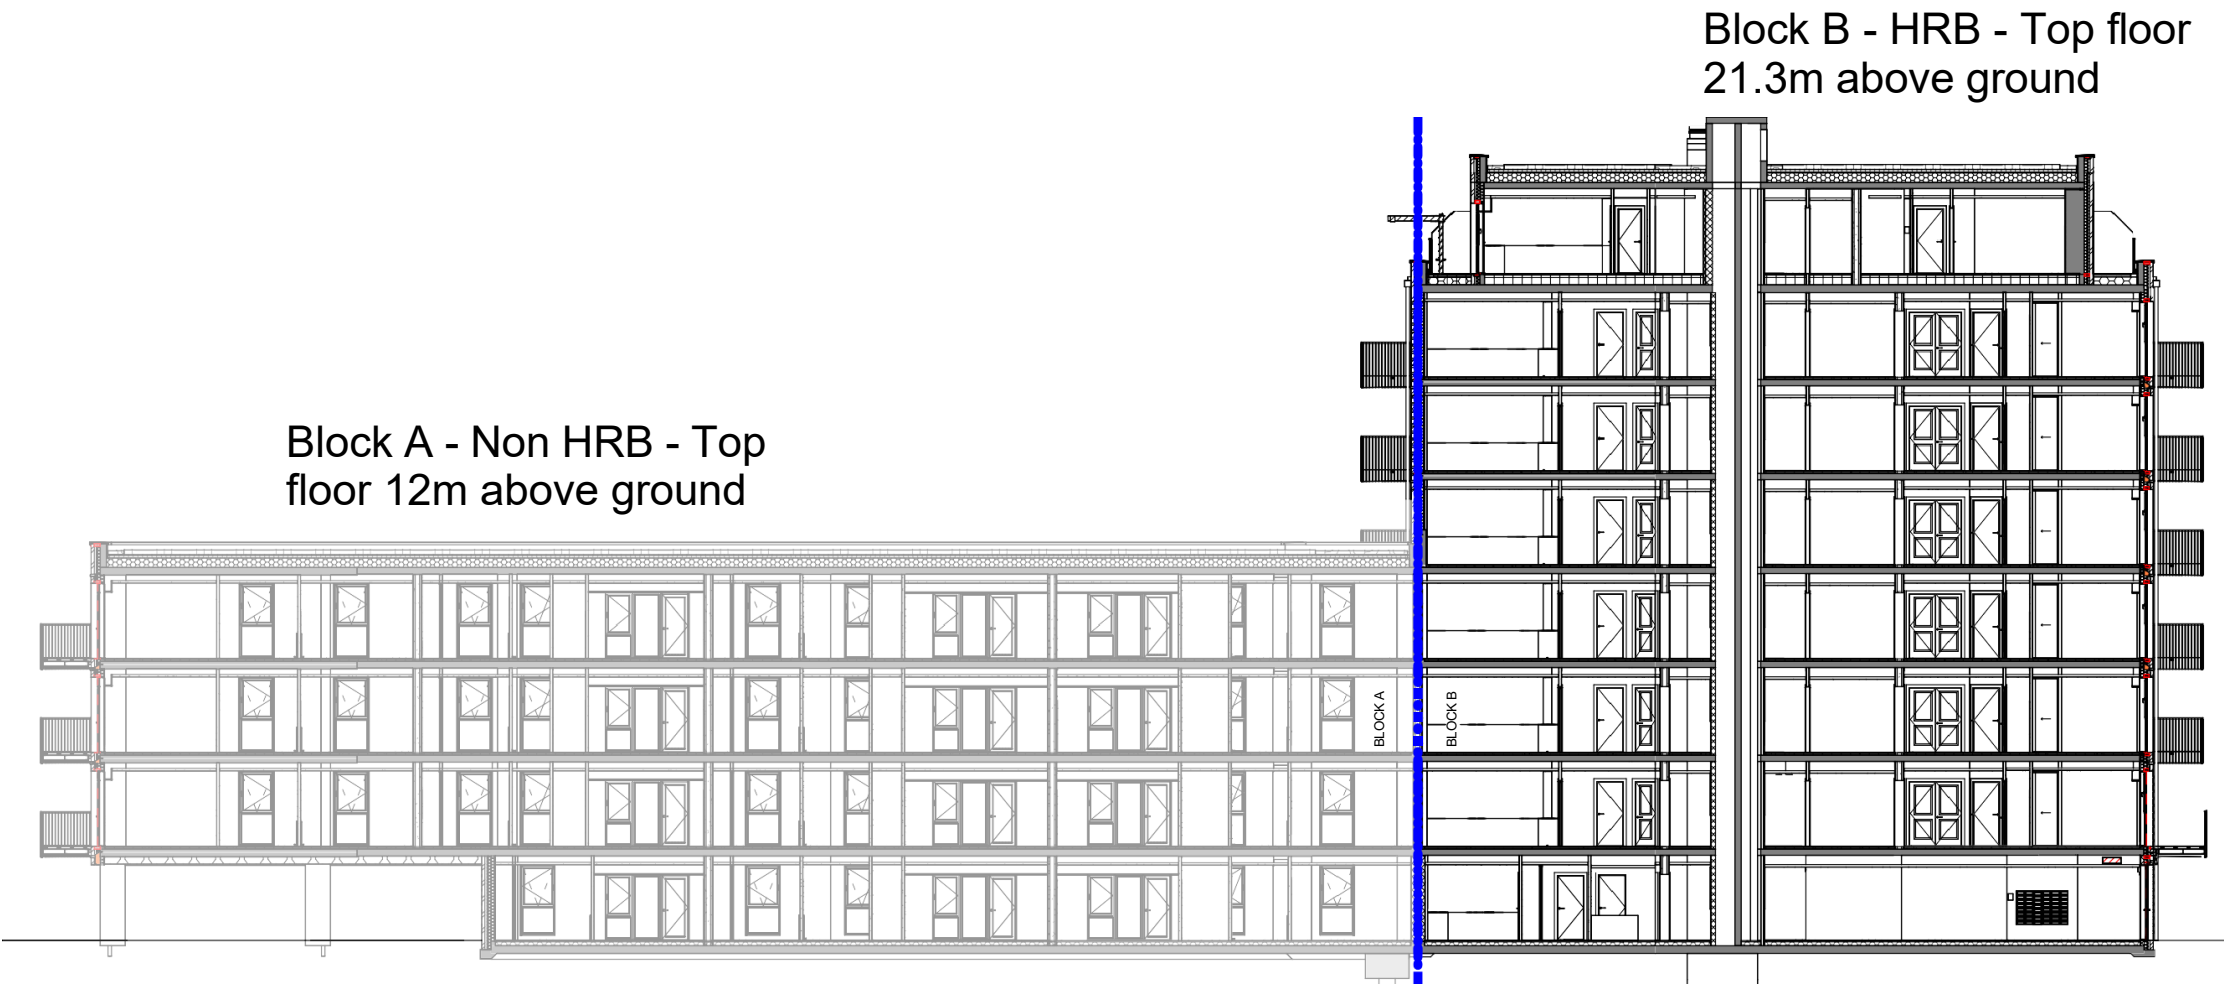 Block B - HRB - Top floor
21.3m above ground
Block A - Non HRB - Top
floor 12m above ground
BLOCK A
BLOCK B